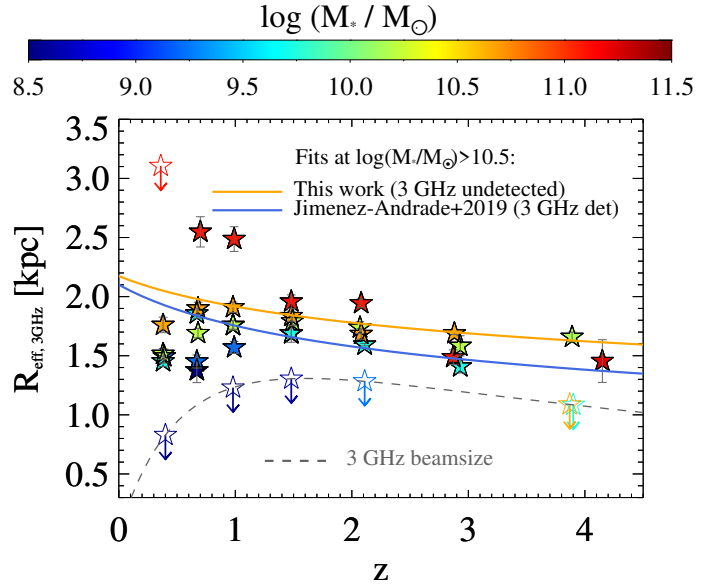 log (M* / M⊙)
8.5 9.0 9.5 10.0 10.5 11.0 11.5
3.5
3.0
2.5
2.0
1.5
1.0
0.5
R eff, 3GHz [kpc]
Fits at log(M*/M⊙)>10.5:
This work (3 GHz undetected)
Jimenez-Andrade+2019 (3 GHz det)
3 GHz beamsize
0 1 2 3 4
z